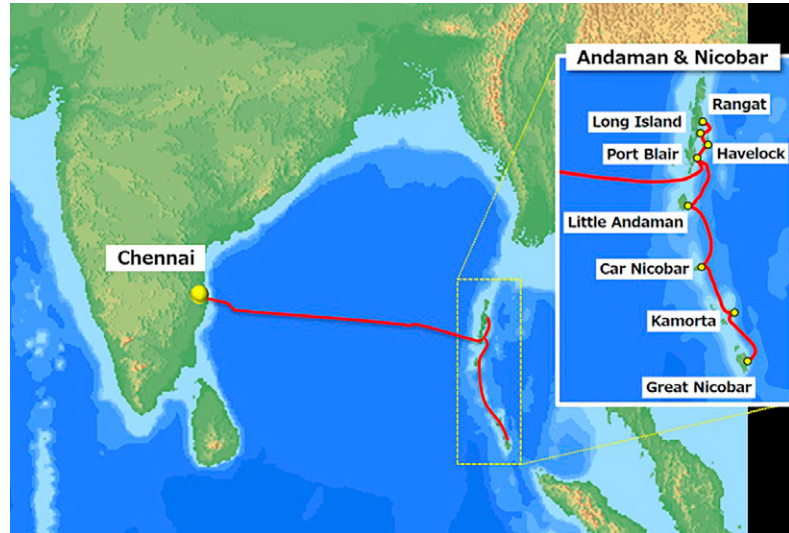 Andaman & Nicobar
Rangat
Long Island
Port Blair
Havelock
Little Andaman
Chennai
Car Nicobar
Kamorta
Great Nicobar